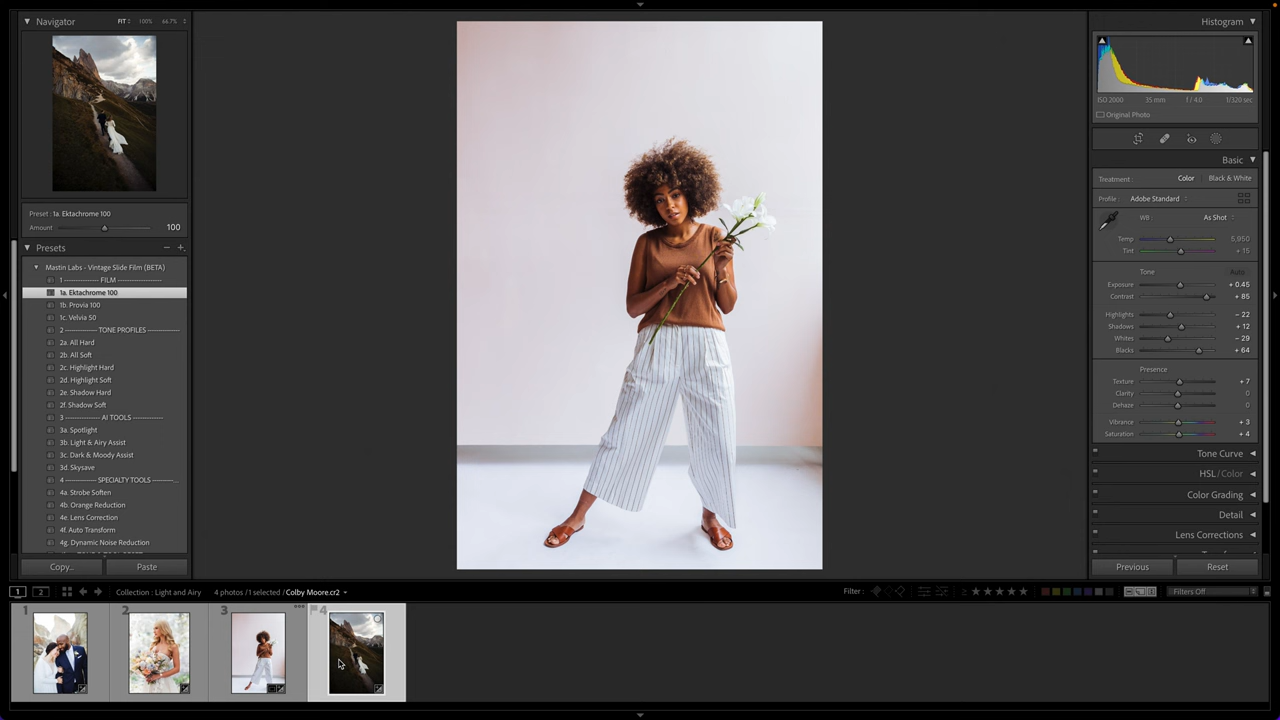 Navigator
FIT
100%
66.7%
Preset: 1a. Ektachrome 100
Amount
100
Presets
Mastin Labs - Vintage Slide Film (BETA)
1 -------------- FILM --------------------
1a. Ektachrome 100
1b. Provia 100
1c. Velvia 50
2 ------------- TONE PROFILES -------------
2a. All Hard
2b. All Soft
2c. Highlight Hard
2d. Highlight Soft
2e. Shadow Hard
2f. Shadow Soft
3 -------------- AI TOOLS --------------
3a. Spotlight
3b. Light & Airy Assist
3c. Dark & Moody Assist
3d. Skysave
4 ------------- SPECIALTY TOOLS -------...
4a. Strobe Soften
4b. Orange Reduction
4e. Lens Correction
4f. Auto Transform
4g. Dynamic Noise Reduction
Copy...
Paste
Histogram
ISO 2000
35 mm
f / 4.0
1/320 sec
Original Photo
Basic
Treatment:
Color
Black & White
Profile:
Adobe Standard
WB:
As Shot
Temp
5,950
Tint
+ 15
Tone
Auto
Exposure
+ 0.45
Contrast
+ 85
Highlights
− 22
Shadows
+ 12
Whites
− 29
Blacks
+ 64
Presence
Texture
+ 7
Clarity
0
Dehaze
0
Vibrance
+ 3
Saturation
+ 4
Tone Curve
HSL / Color
Color Grading
Detail
Lens Corrections
Previous
Reset
1
2
Collection : Light and Airy
4 photos / 1 selected / Colby Moore.cr2
Filter :
Filters Off
1
2
3
4